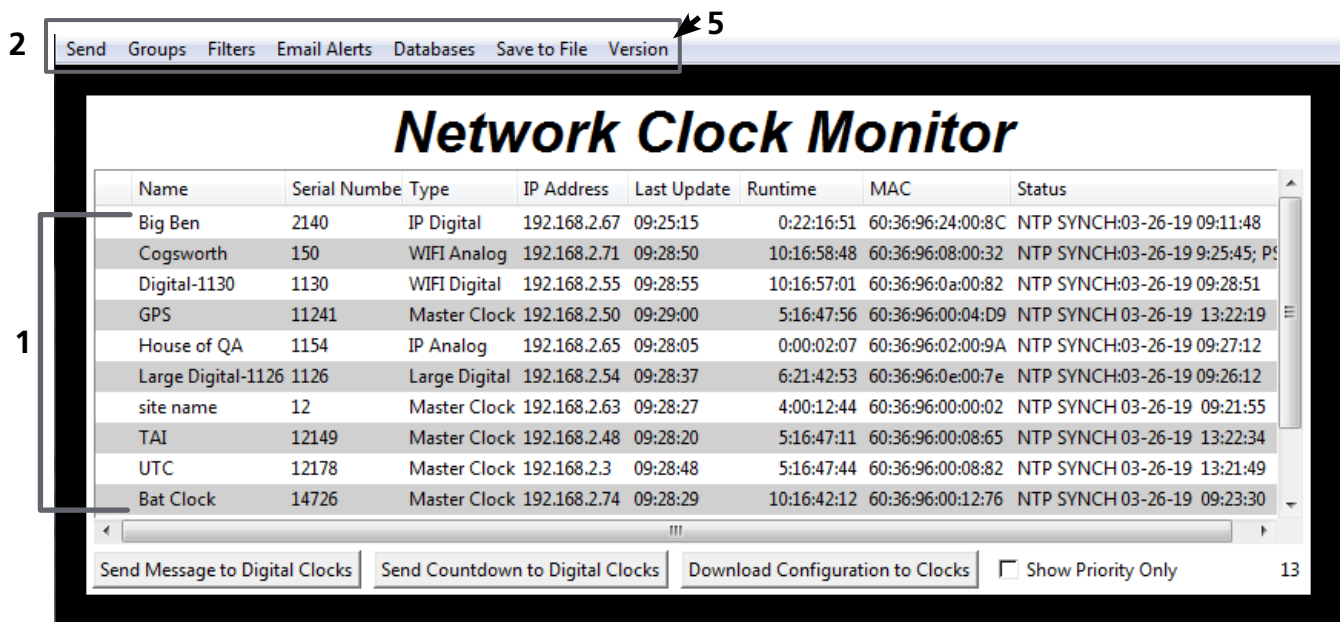 5
2
Send Groups Filters Email Alerts Databases Save to File Version
Network Clock Monitor
Name Serial Numbe Type IP Address Last Update Runtime MAC Status
1
Big Ben 2140 IP Digital 192.168.2.67 09:25:15 0:22:16:51 60:36:96:24:00:8C NTP SYNCH:03-26-19 09:11:48
Cogsworth 150 WIFI Analog 192.168.2.71 09:28:50 10:16:58:48 60:36:96:08:00:32 NTP SYNCH:03-26-19 9:25:45; PS
Digital-1130 1130 WIFI Digital 192.168.2.55 09:28:55 10:16:57:01 60:36:96:0a:00:82 NTP SYNCH:03-26-19 09:28:51
GPS 11241 Master Clock 192.168.2.50 09:29:00 5:16:47:56 60:36:96:00:04:D9 NTP SYNCH 03-26-19 13:22:19
House of QA 1154 IP Analog 192.168.2.65 09:28:05 0:00:02:07 60:36:96:02:00:9A NTP SYNCH:03-26-19 09:27:12
Large Digital-1126 1126 Large Digital 192.168.2.54 09:28:37 6:21:42:53 60:36:96:0e:00:7e NTP SYNCH:03-26-19 09:26:12
site name 12 Master Clock 192.168.2.63 09:28:27 4:00:12:44 60:36:96:00:00:02 NTP SYNCH 03-26-19 09:21:55
TAI 12149 Master Clock 192.168.2.48 09:28:20 5:16:47:11 60:36:96:00:08:65 NTP SYNCH 03-26-19 13:22:34
UTC 12178 Master Clock 192.168.2.3 09:28:48 5:16:47:44 60:36:96:00:08:82 NTP SYNCH 03-26-19 13:21:49
Bat Clock 14726 Master Clock 192.168.2.74 09:28:29 10:16:42:12 60:36:96:00:12:76 NTP SYNCH 03-26-19 09:23:30
Send Message to Digital Clocks Send Countdown to Digital Clocks Download Configuration to Clocks Show Priority Only 13